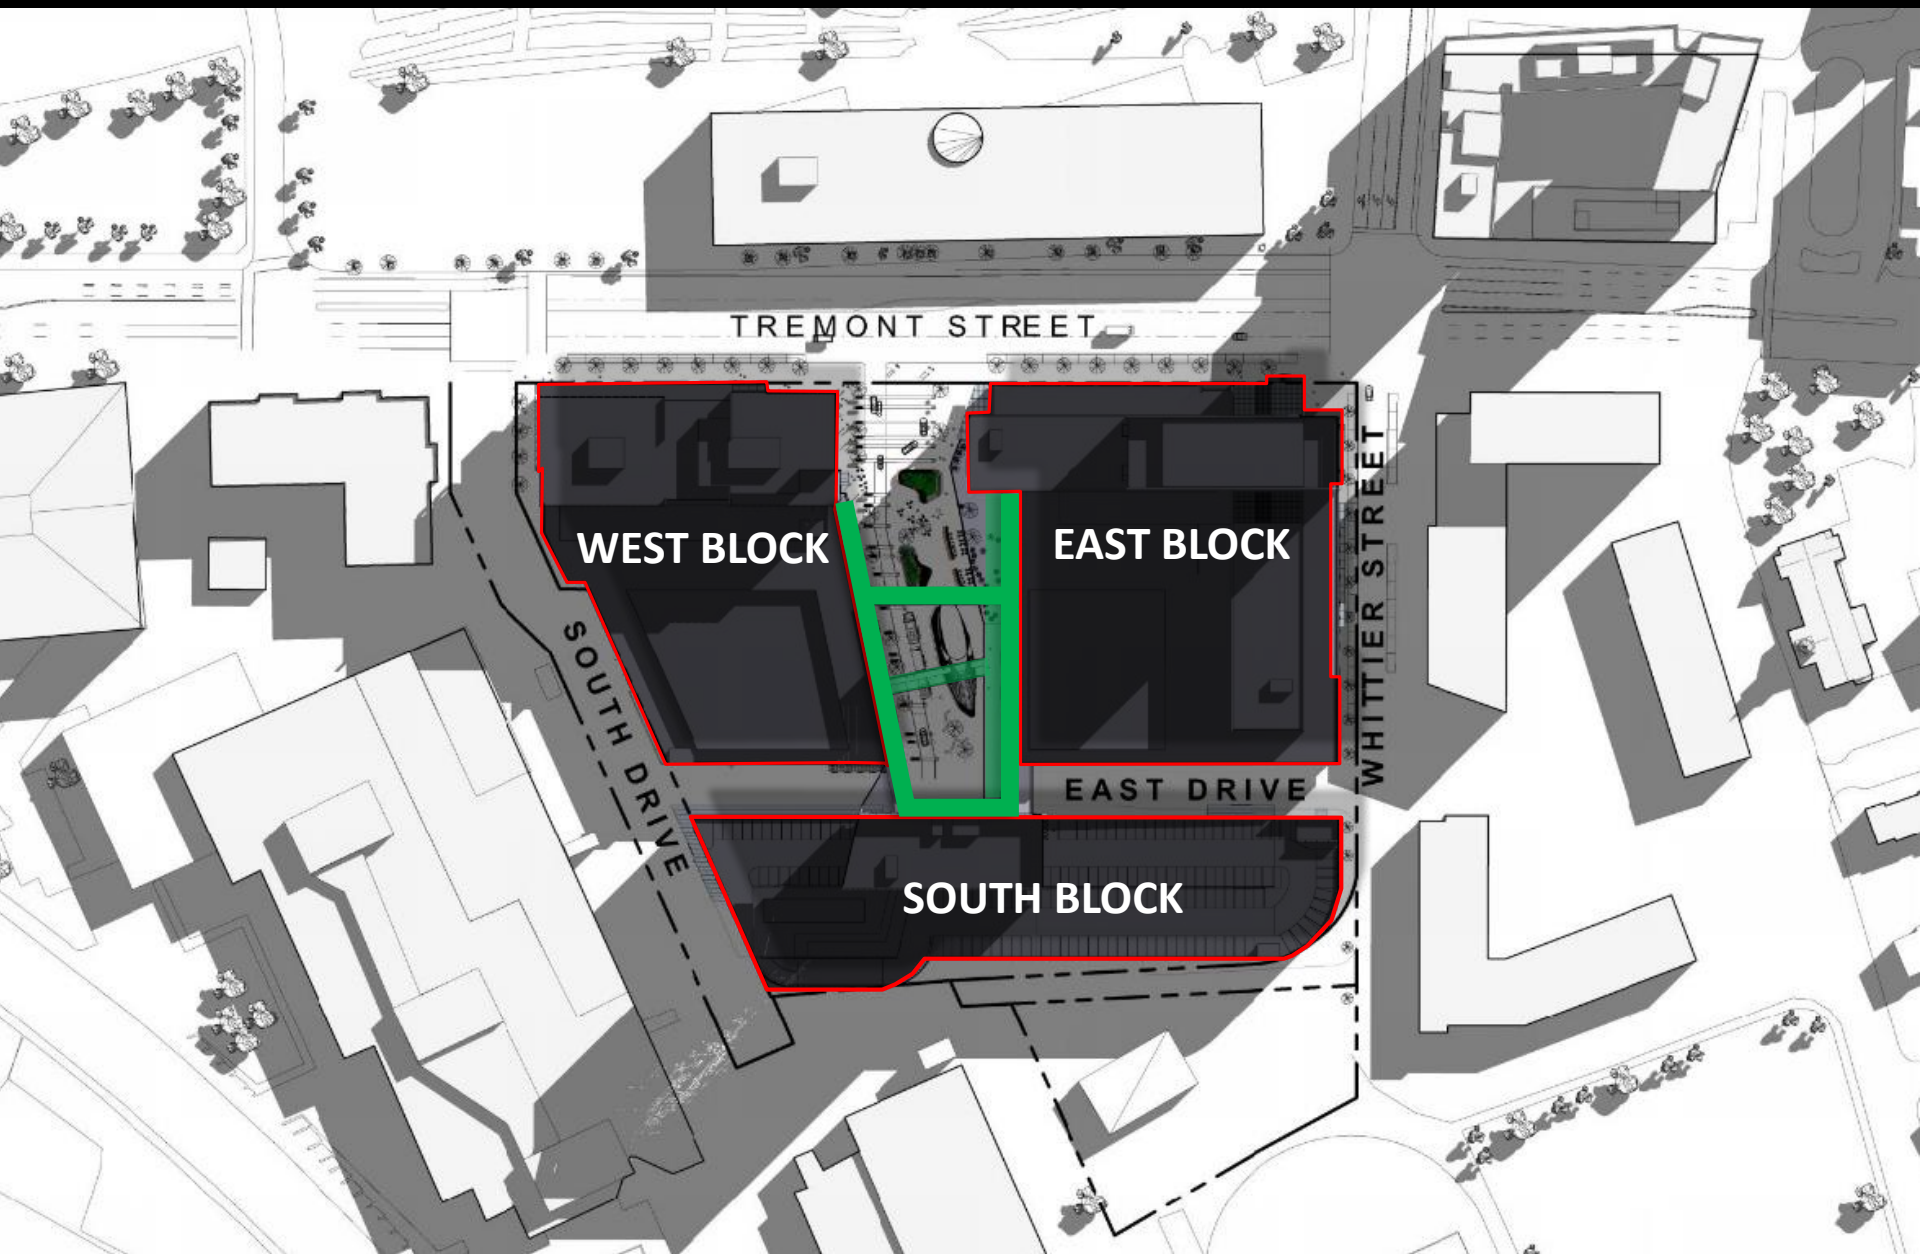 TREMONT STREET
WEST BLOCK
EAST BLOCK
WHITTIER STREET
SOUTH DRIVE
EAST DRIVE
SOUTH BLOCK